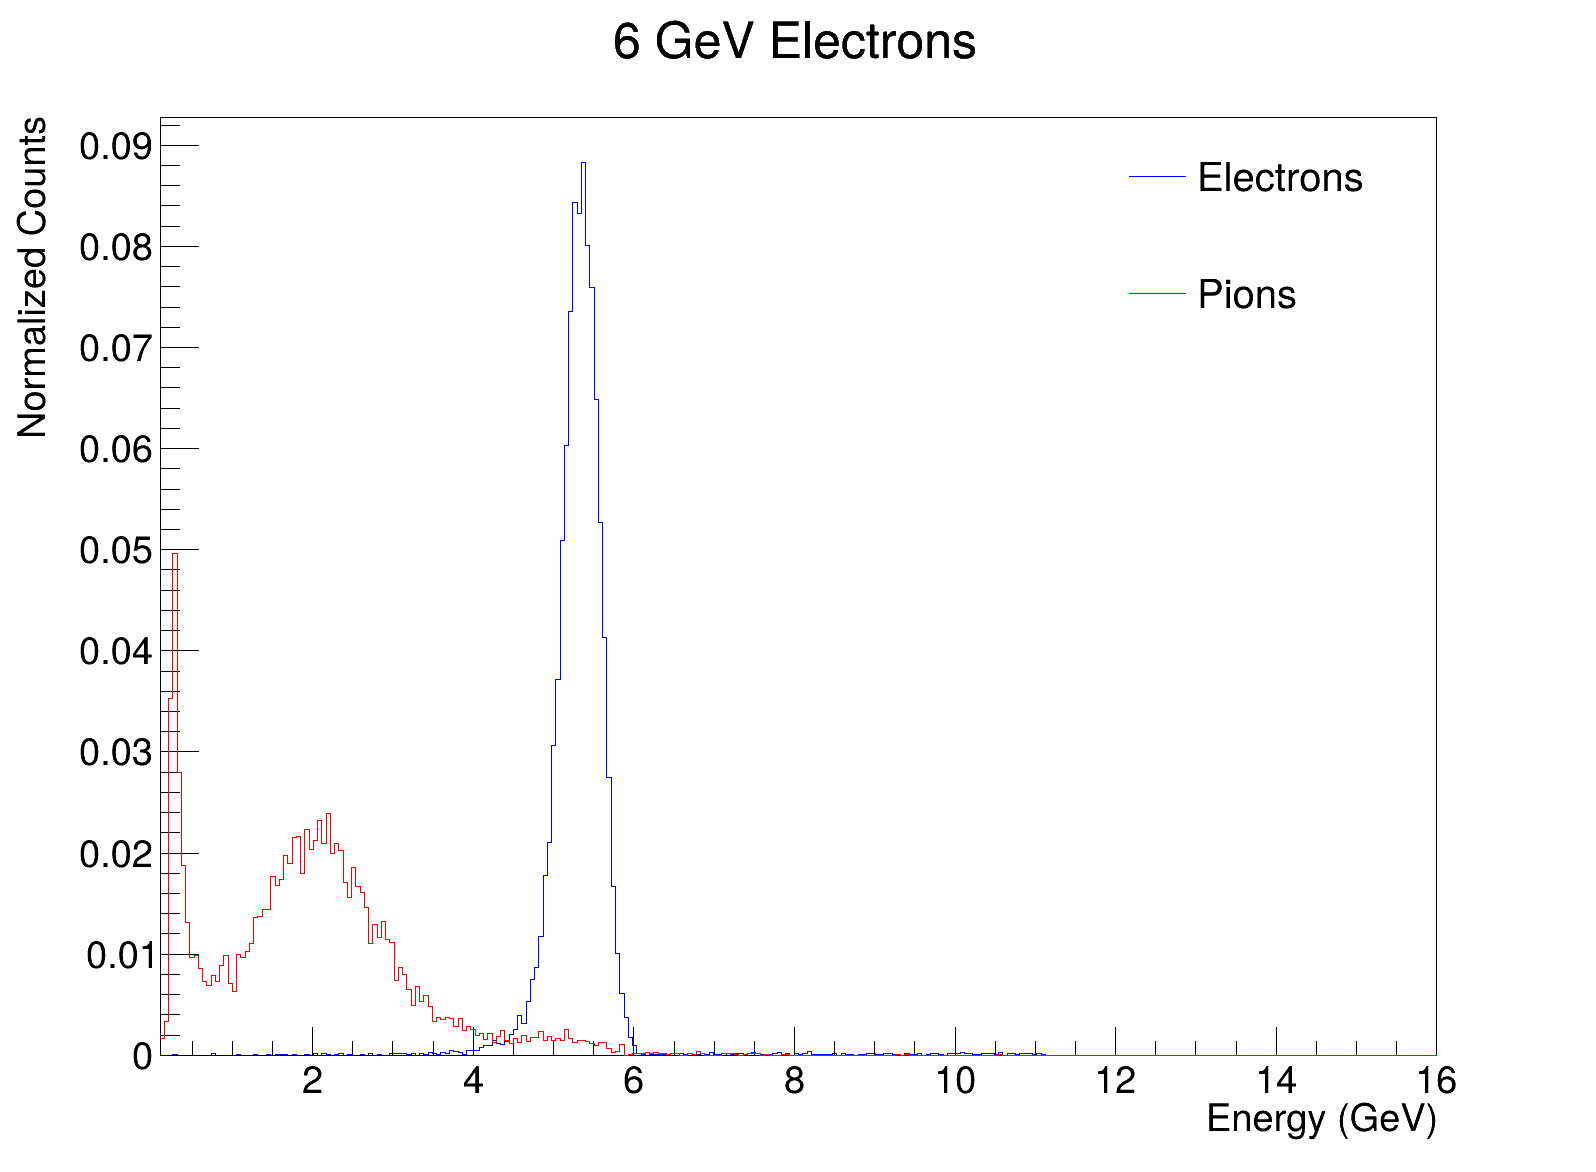 6 GeV Electrons
Normalized Counts
0.09
0.08
0.07
0.06
0.05
0.04
0.03
0.02
0.01
0
Electrons
Pions
2 4 6 8 10 12 14 16
Energy (GeV)